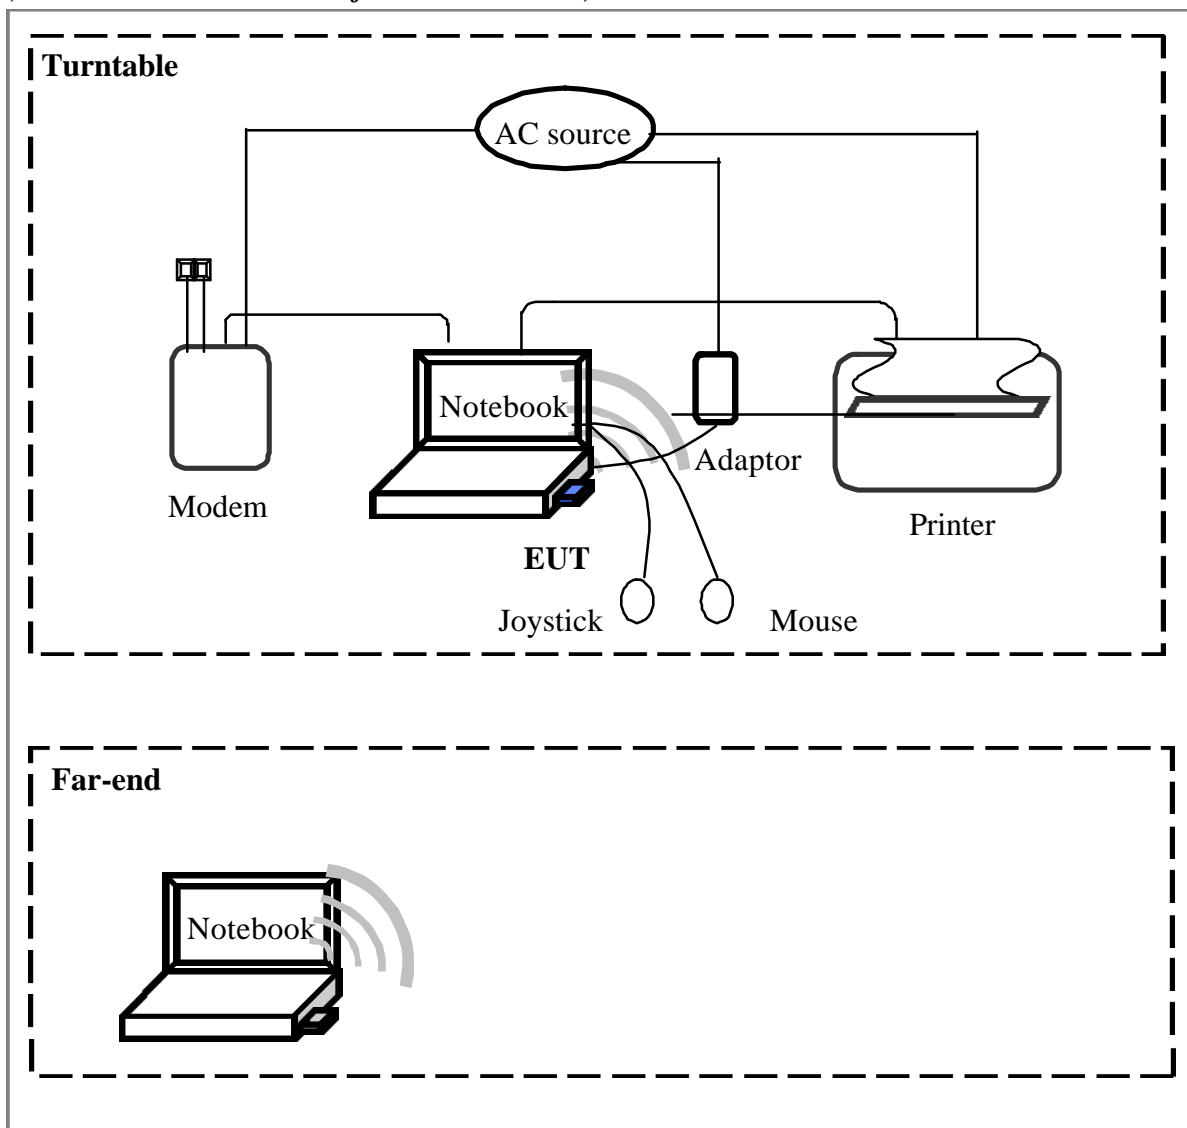 Turntable
AC source
Notebook
Adaptor
Modem
Printer
EUT
Joystick
Mouse
Far-end
Notebook